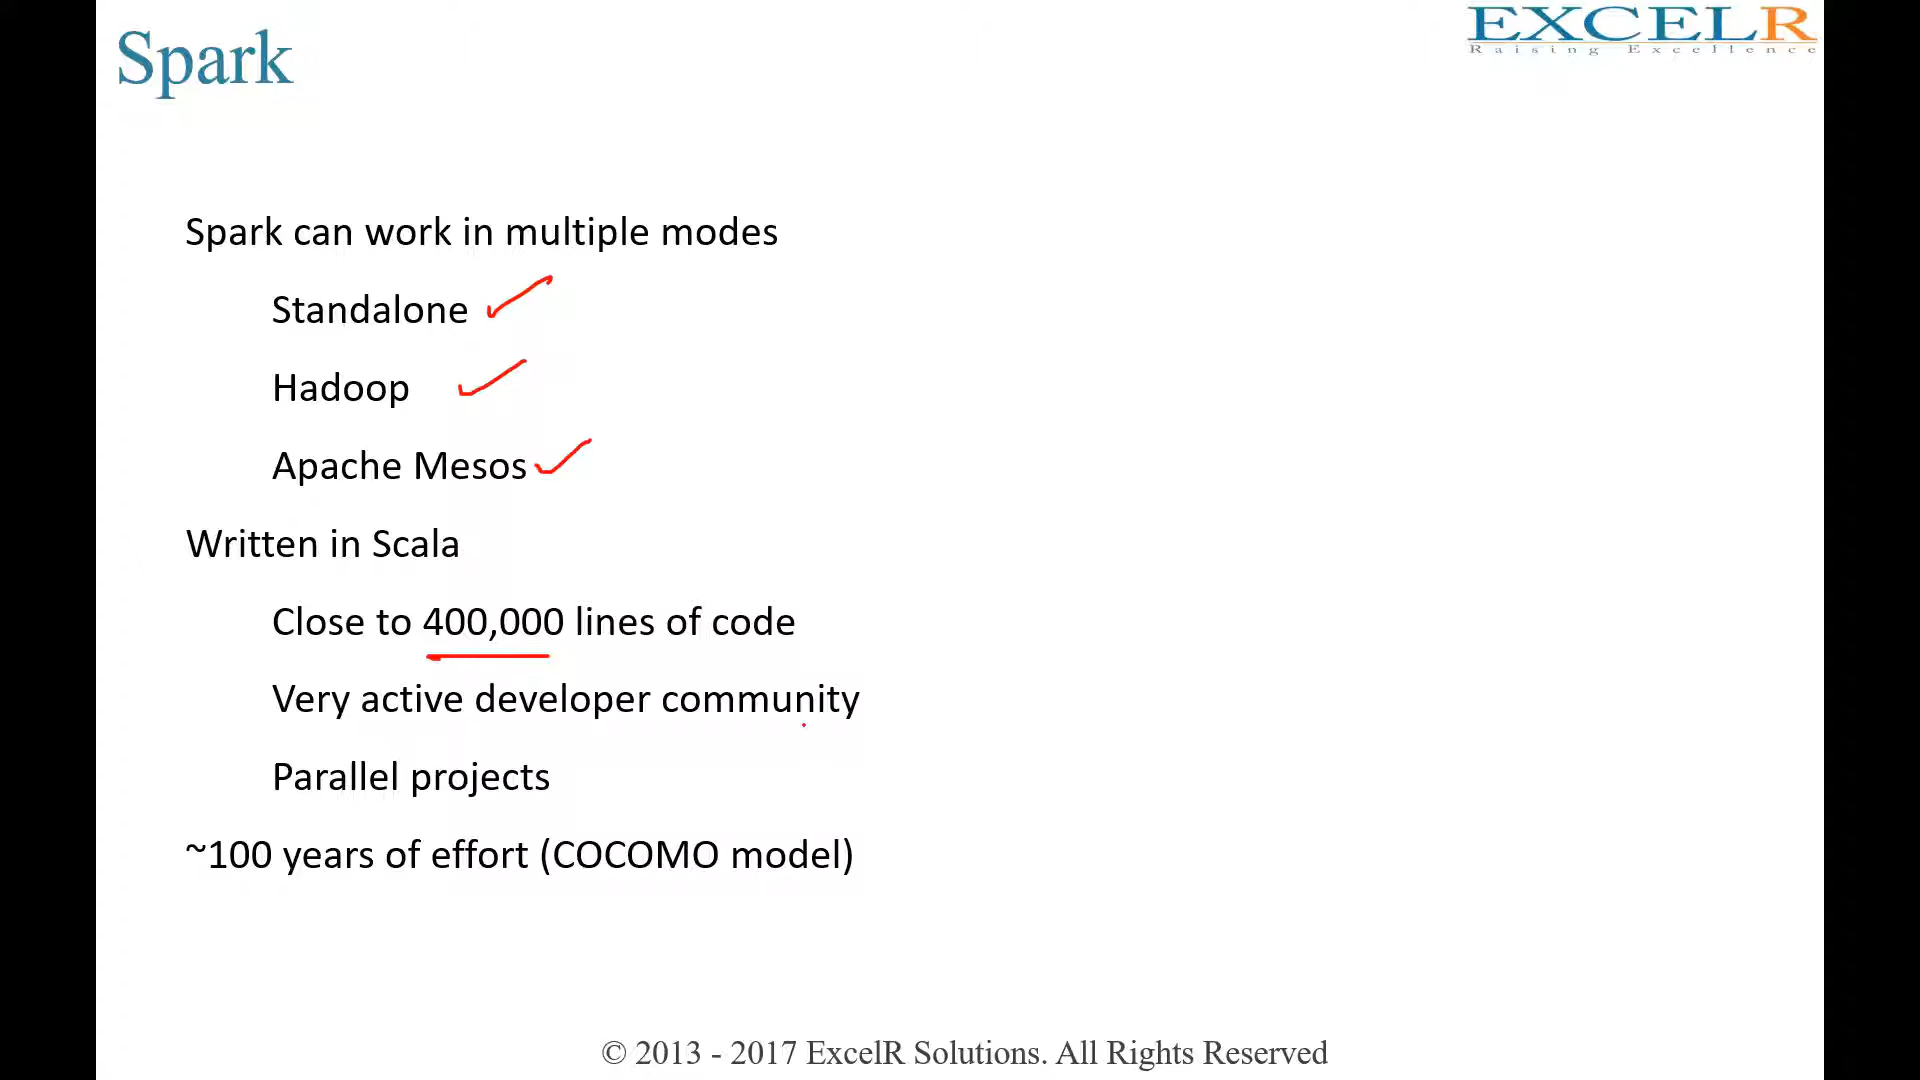 Spark
EXCELR
Raising Excellence
Spark can work in multiple modes
Standalone
Hadoop
Apache Mesos
Written in Scala
Close to 400,000 lines of code
Very active developer community
Parallel projects
~100 years of effort (COCOMO model)
© 2013 - 2017 ExcelR Solutions. All Rights Reserved